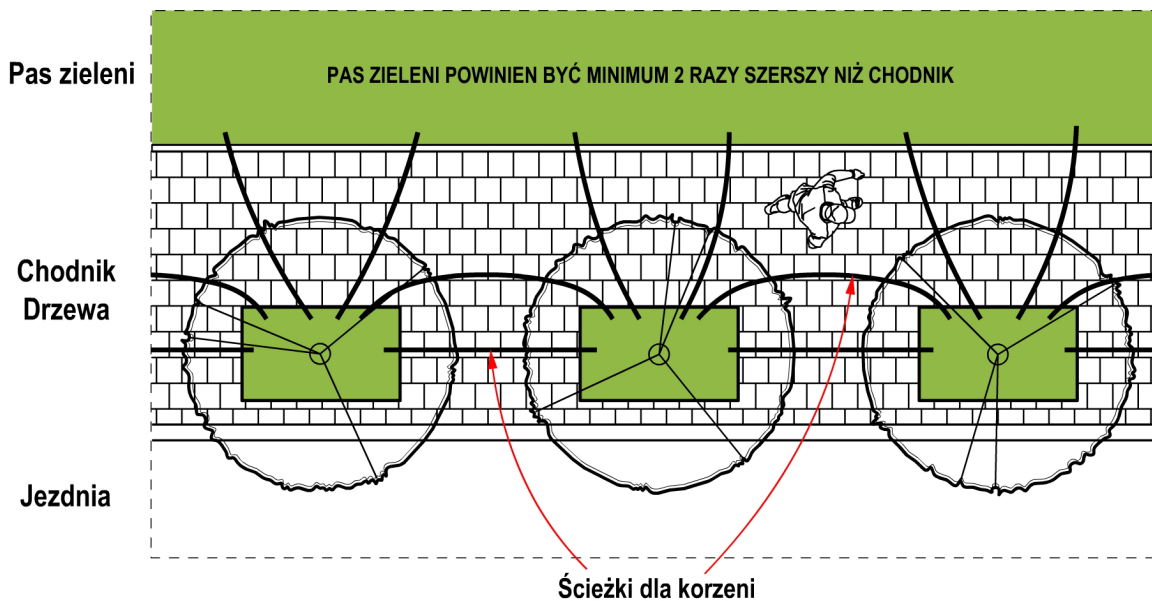 Pas zieleni
PAS ZIELENI POWINIEN BYĆ MINIMUM 2 RAZY SZERSZY NIŻ CHODNIK
Chodnik
Drzewa
Jezdnia
Ścieżki dla korzeni